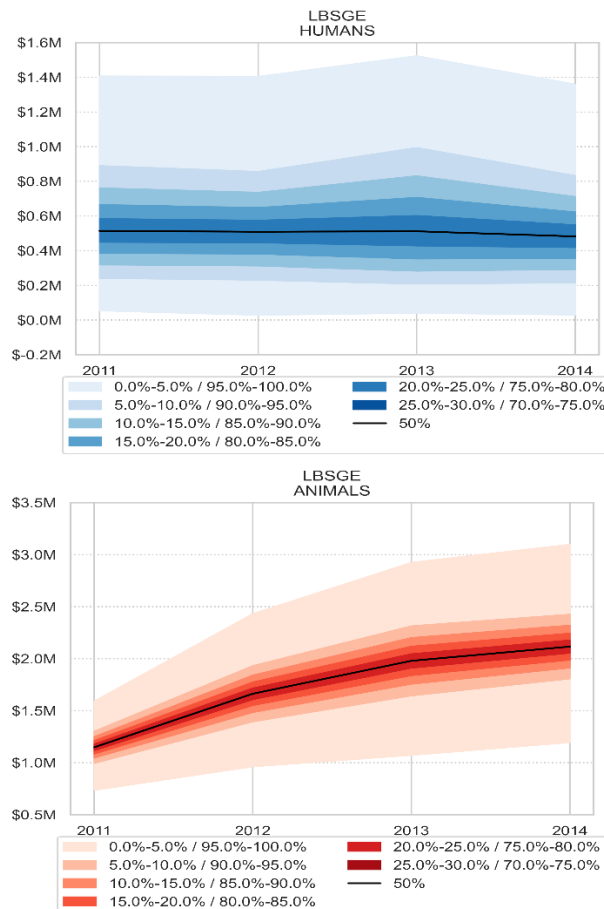 LBSGE
HUMANS
$1.6M
$1.4M
$1.2M
$1.0M
$0.8M
$0.6M
$0.4M
$0.2M
$0.0M
$-0.2M
2011 2012 2013 2014
0.0%-5.0% / 95.0%-100.0% 20.0%-25.0% / 75.0%-80.0%
5.0%-10.0% / 90.0%-95.0% 25.0%-30.0% / 70.0%-75.0%
10.0%-15.0% / 85.0%-90.0% 50%
15.0%-20.0% / 80.0%-85.0%
LBSGE
ANIMALS
$3.5M
$3.0M
$2.5M
$2.0M
$1.5M
$1.0M
$0.5M
2011 2012 2013 2014
0.0%-5.0% / 95.0%-100.0% 20.0%-25.0% / 75.0%-80.0%
5.0%-10.0% / 90.0%-95.0% 25.0%-30.0% / 70.0%-75.0%
10.0%-15.0% / 85.0%-90.0% 50%
15.0%-20.0% / 80.0%-85.0%